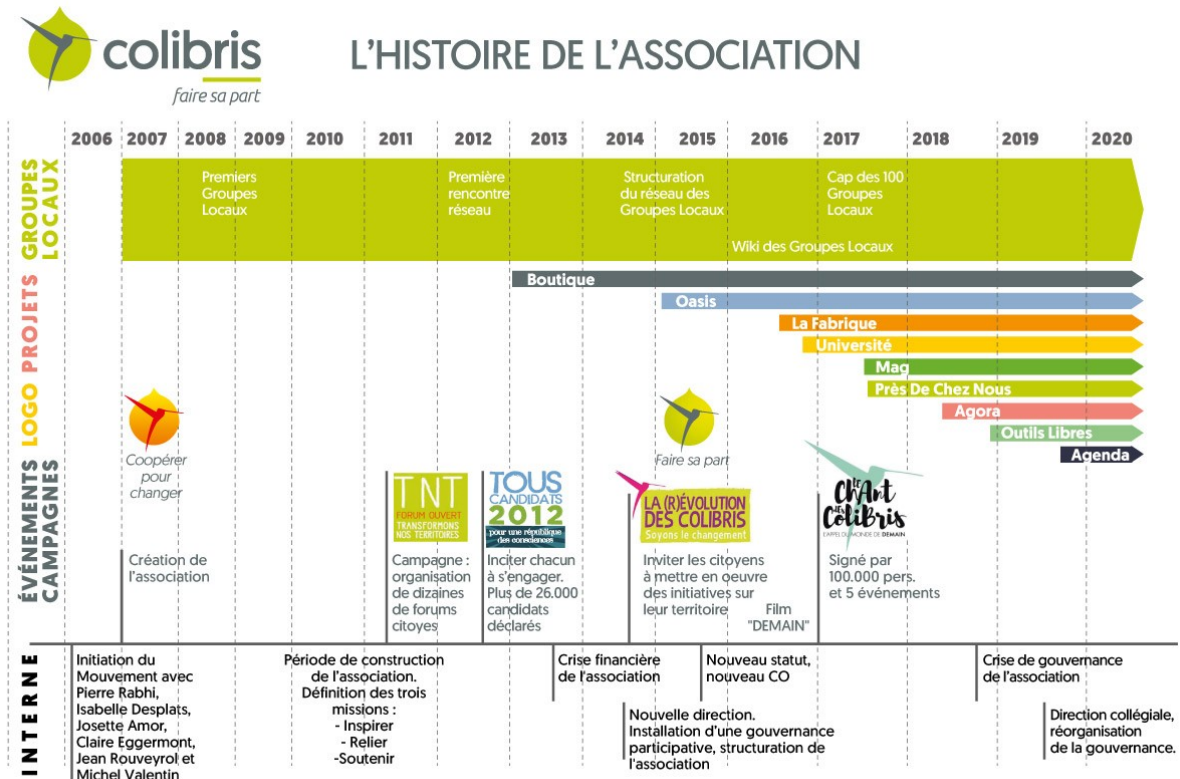 colibris
faire sa part
L'HISTOIRE DE L'ASSOCIATION
2006 2007 2008 2009 2010 2011 2012 2013 2014 2015 2016 2017 2018 2019 2020
GROUPES
LOCAUX
Premiers
Groupes
Locaux
Première
rencontre
réseau
Structuration
du réseau des
Groupes Locaux
Cap des 100
Groupes
Locaux
Wiki des Groupes Locaux
PROJETS
Boutique
Oasis
La Fabrique
Université
Mag
Près De Chez Nous
Agora
Outils Libres
Agenda
LOGO
Coopérer
pour
changer
Faire sa part
ÉVÉNEMENTS
CAMPAGNES
Création de
l'association
TNT
FORUM OUVERT
TRANSFORMONS
NOS TERRITOIRES
Campagne :
organisation
de dizaines
de forums
citoyes
TOUS
CANDIDATS
2012
pour une république
des consciences
Inciter chacun
à s'engager.
Plus de 26.000
candidats
déclarés
LA (R)ÉVOLUTION
DES COLIBRIS
Soyons le changement
Inviter les citoyens
à mettre en oeuvre
des initiatives sur
leur territoire
Film
"DEMAIN"
le
ChAnt
des
ColibRis
L'APPEL DU MONDE DE DEMAIN
Signé par
100.000 pers.
et 5 événements
INTERNE
Initiation du
Mouvement avec
Pierre Rabhi,
Isabelle Desplats,
Josette Amor,
Claire Eggermont,
Jean Rouveyrol et
Michel Valentin
Période de construction
de l'association.
Définition des trois
missions :
- Inspirer
- Relier
-Soutenir
Crise financière
de l'association
Nouvelle direction.
Installation d'une gouvernance
participative, structuration de
l'association
Nouveau statut,
nouveau CO
Crise de gouvernance
de l'association
Direction collégiale,
réorganisation
de la gouvernance.